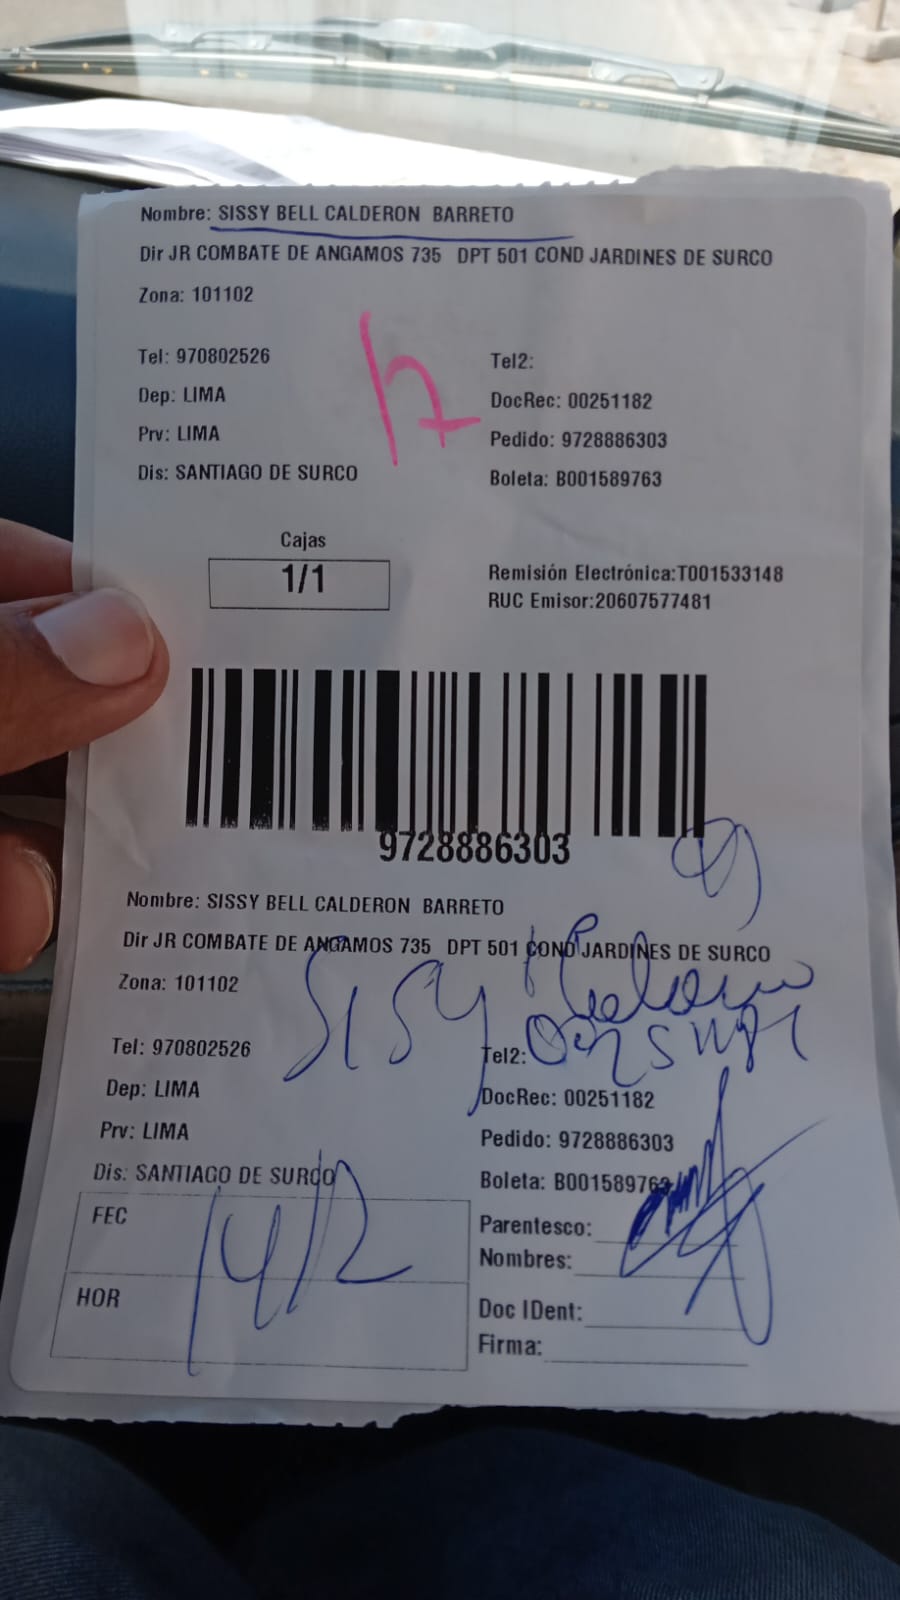 Nombre: SISSY BELL CALDERON BARRETO
Dir JR COMBATE DE ANGAMOS 735 DPT 501 COND JARDINES DE SURCO
Zona: 101102
Tel: 970802526
Tel2:
Dep: LIMA
DocRec: 00251182
Prv: LIMA
Pedido: 9728886303
Dis: SANTIAGO DE SURCO
Boleta: B001589763
Cajas
1/1
Remisión Electrónica:T001533148
RUC Emisor:20607577481
9728886303
Nombre: SISSY BELL CALDERON BARRETO
Dir JR COMBATE DE ANGAMOS 735 DPT 501 COND JARDINES DE SURCO
Zona: 101102
Tel: 970802526
Tel2:
Dep: LIMA
DocRec: 00251182
Prv: LIMA
Pedido: 9728886303
Dis: SANTIAGO DE SURCO
Boleta: B001589763
FEC
14/2
Parentesco:
Nombres:
HOR
Doc IDent:
Firma: